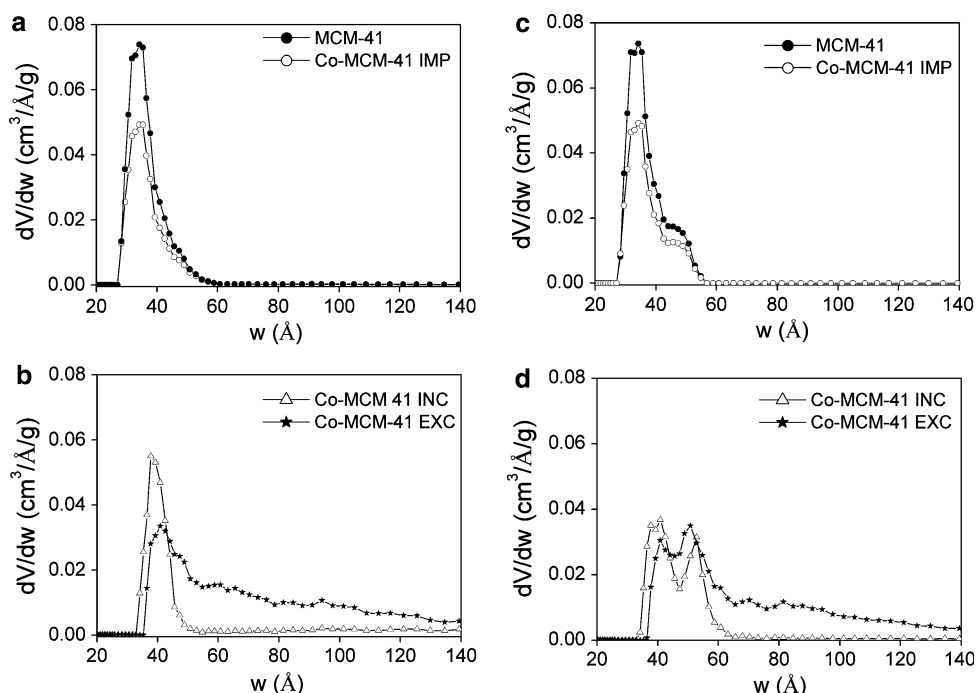 a
MCM-41
Co-MCM-41 IMP
dV/dw (cm³/Å/g)
0.08
0.06
0.04
0.02
0.00
20 40 60 80 100 120 140
w (Å)
c
MCM-41
Co-MCM-41 IMP
dV/dw (cm³/Å/g)
0.08
0.06
0.04
0.02
0.00
20 40 60 80 100 120 140
w (Å)
b
Co-MCM 41 INC
Co-MCM-41 EXC
dV/dw (cm³/Å/g)
0.08
0.06
0.04
0.02
0.00
20 40 60 80 100 120 140
w (Å)
d
Co-MCM-41 INC
Co-MCM-41 EXC
dV/dw (cm³/Å/g)
0.08
0.06
0.04
0.02
0.00
20 40 60 80 100 120 140
w (Å)